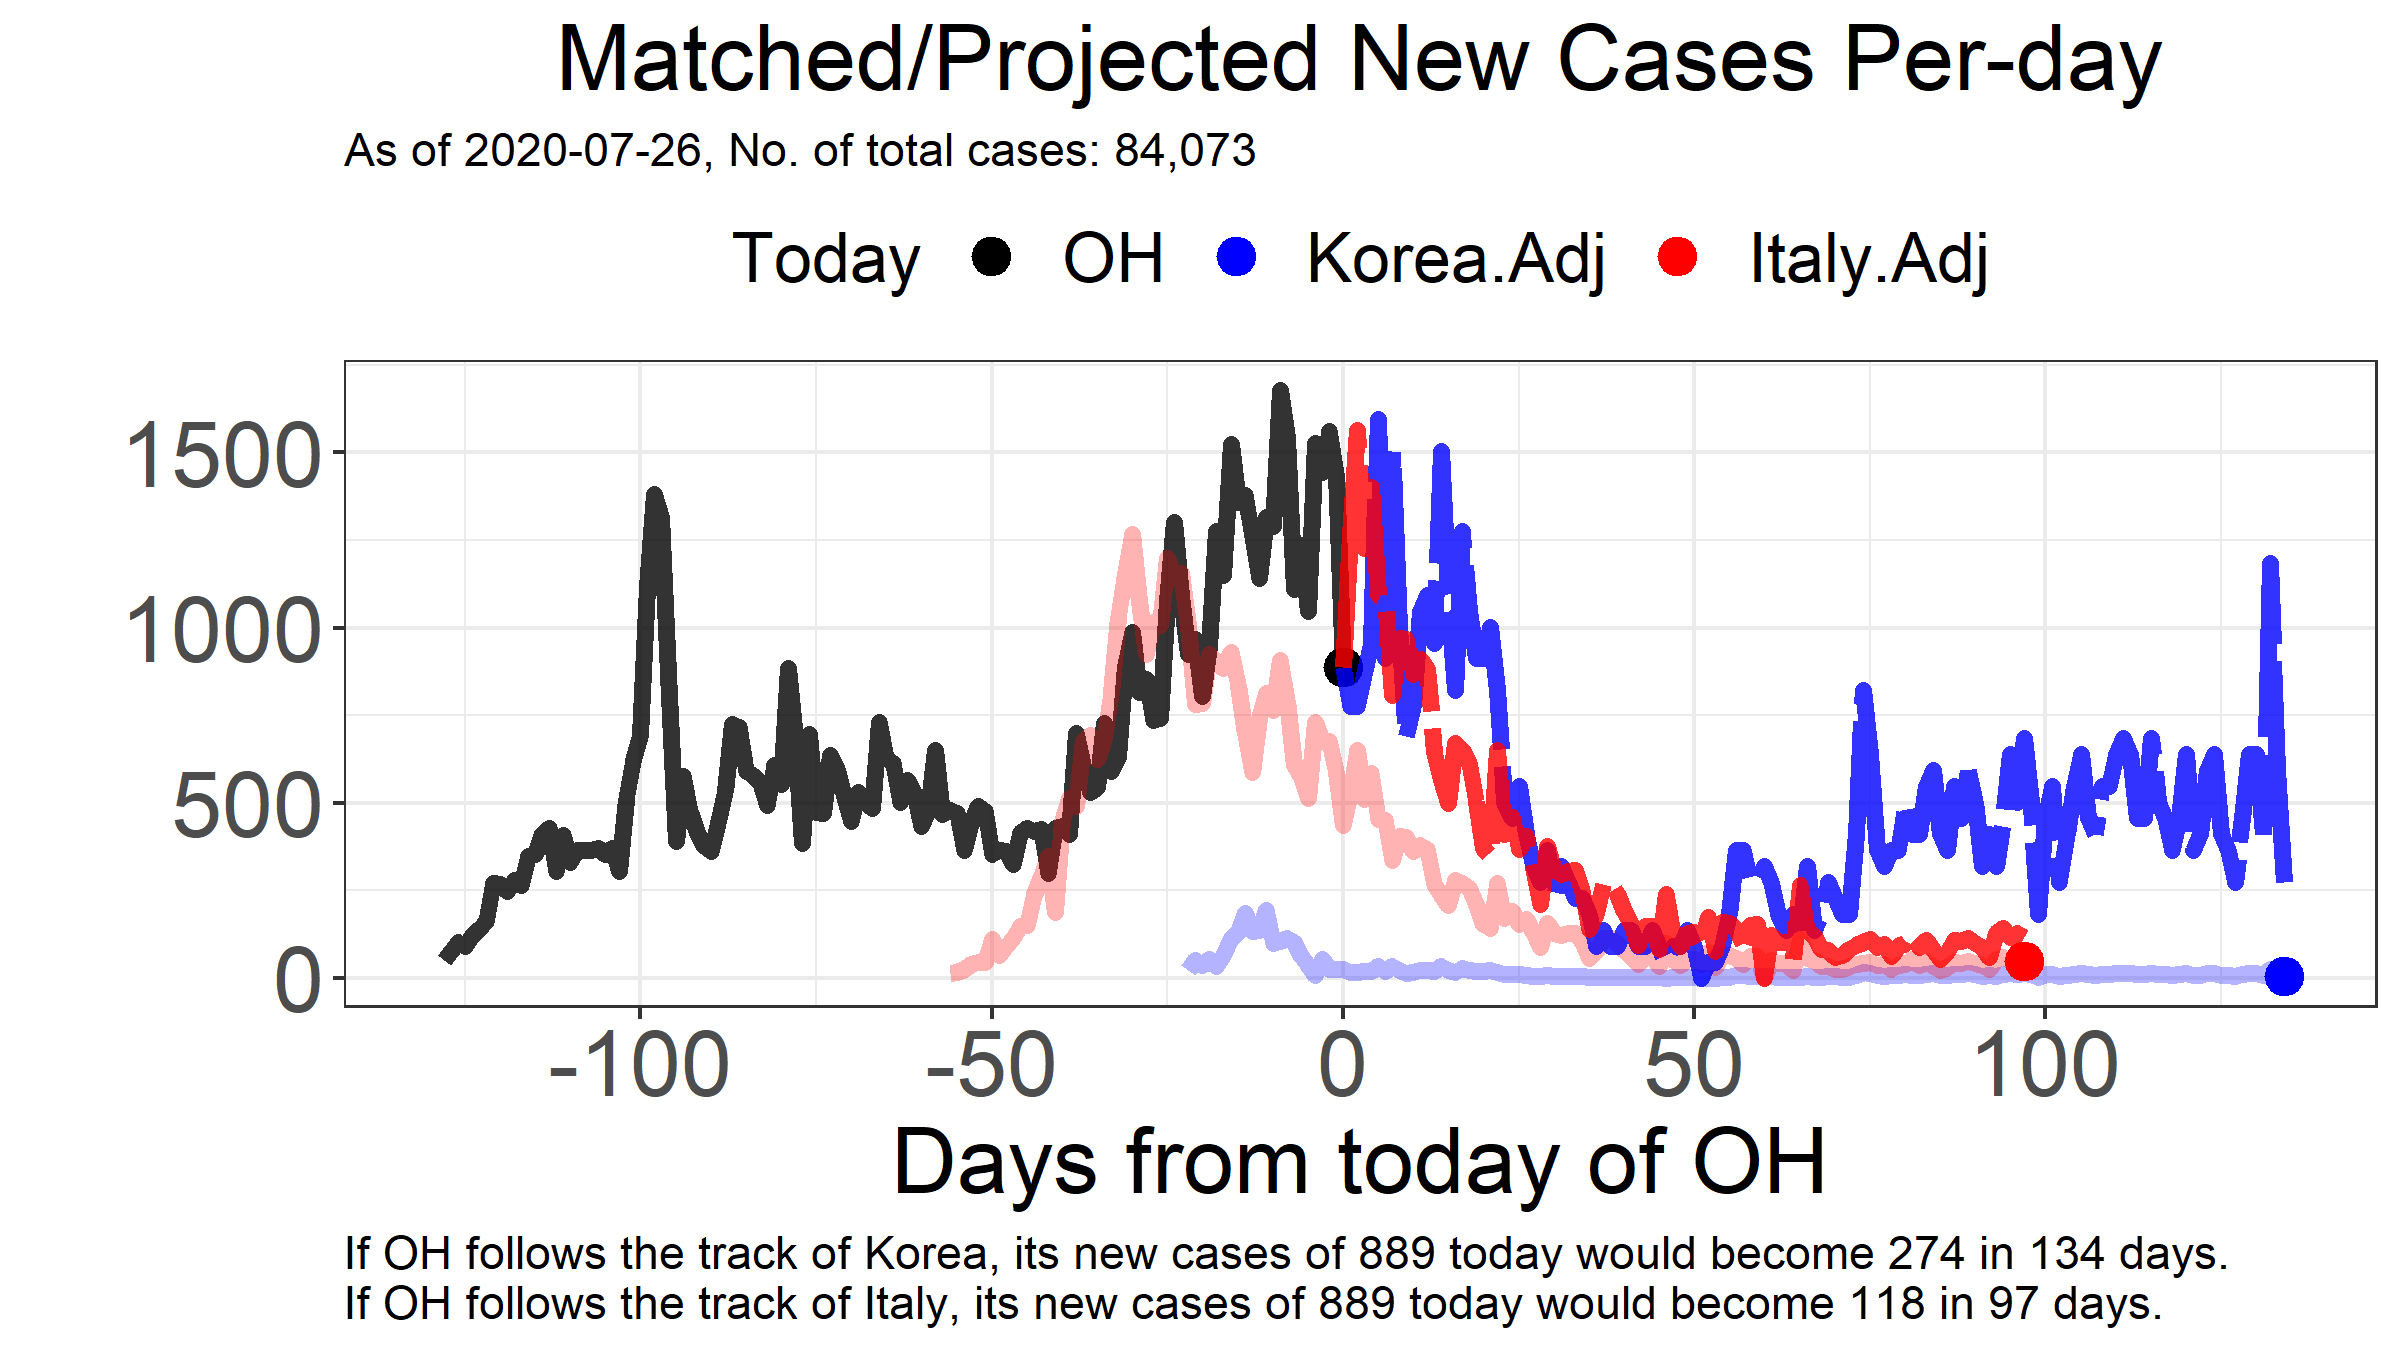 Matched/Projected New Cases Per-day
As of 2020-07-26, No. of total cases: 84,073
Today OH Korea.Adj Italy.Adj
1500
1000
500
0
-100 -50 0 50 100
Days from today of OH
If OH follows the track of Korea, its new cases of 889 today would become 274 in 134 days.
If OH follows the track of Italy, its new cases of 889 today would become 118 in 97 days.